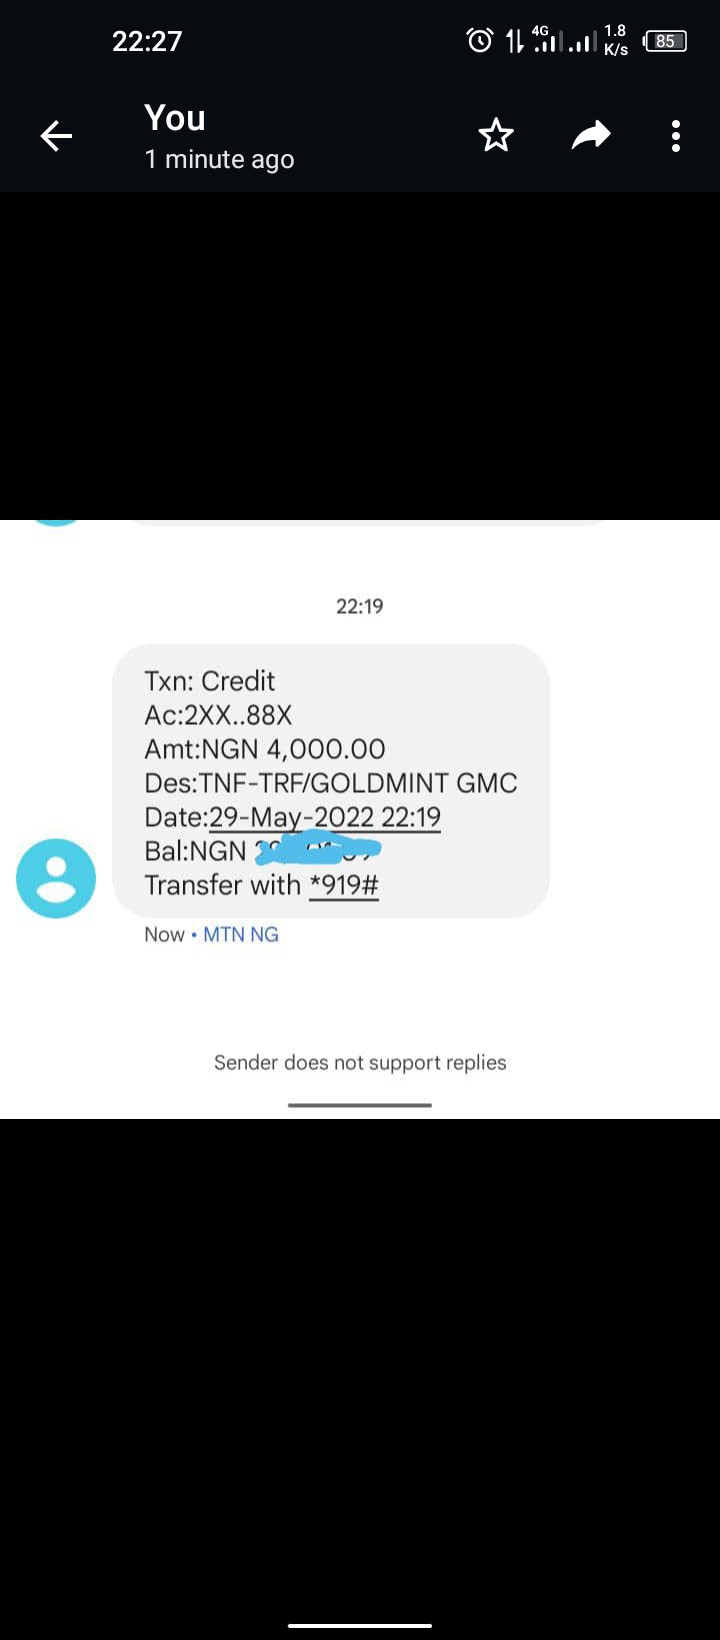 22:27
4G
1.8
K/s
85
You
1 minute ago
22:19
Txn: Credit
Ac:2XX..88X
Amt:NGN 4,000.00
Des:TNF-TRF/GOLDMINT GMC
Date:29-May-2022 22:19
Bal:NGN
Transfer with *919#
Now • MTN NG
Sender does not support replies